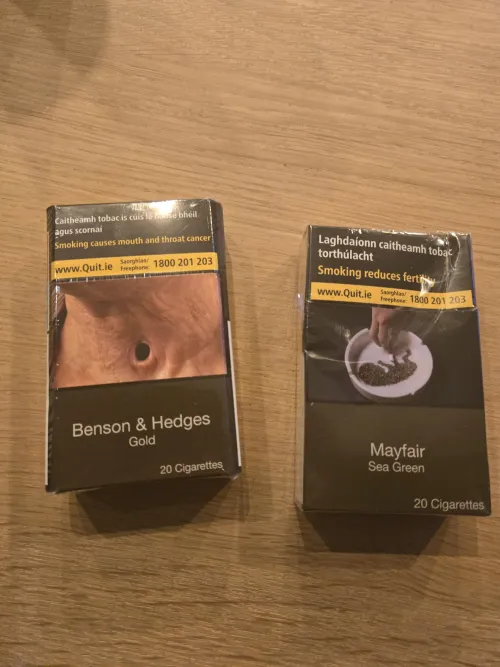 Caitheamh tobac is cúis le bhéil
agus scornaí
Smoking causes mouth and throat cancer
www.Quit.ie Saorghlao/ Freephone: 1800 201 203
Benson & Hedges
Gold
20 Cigarettes
Laghdaíonn caitheamh tobac
torthúlacht
Smoking reduces
www.Quit.ie Saorghlao/ Freephone: 1800 201 203
Mayfair
Sea Green
20 Cigarettes